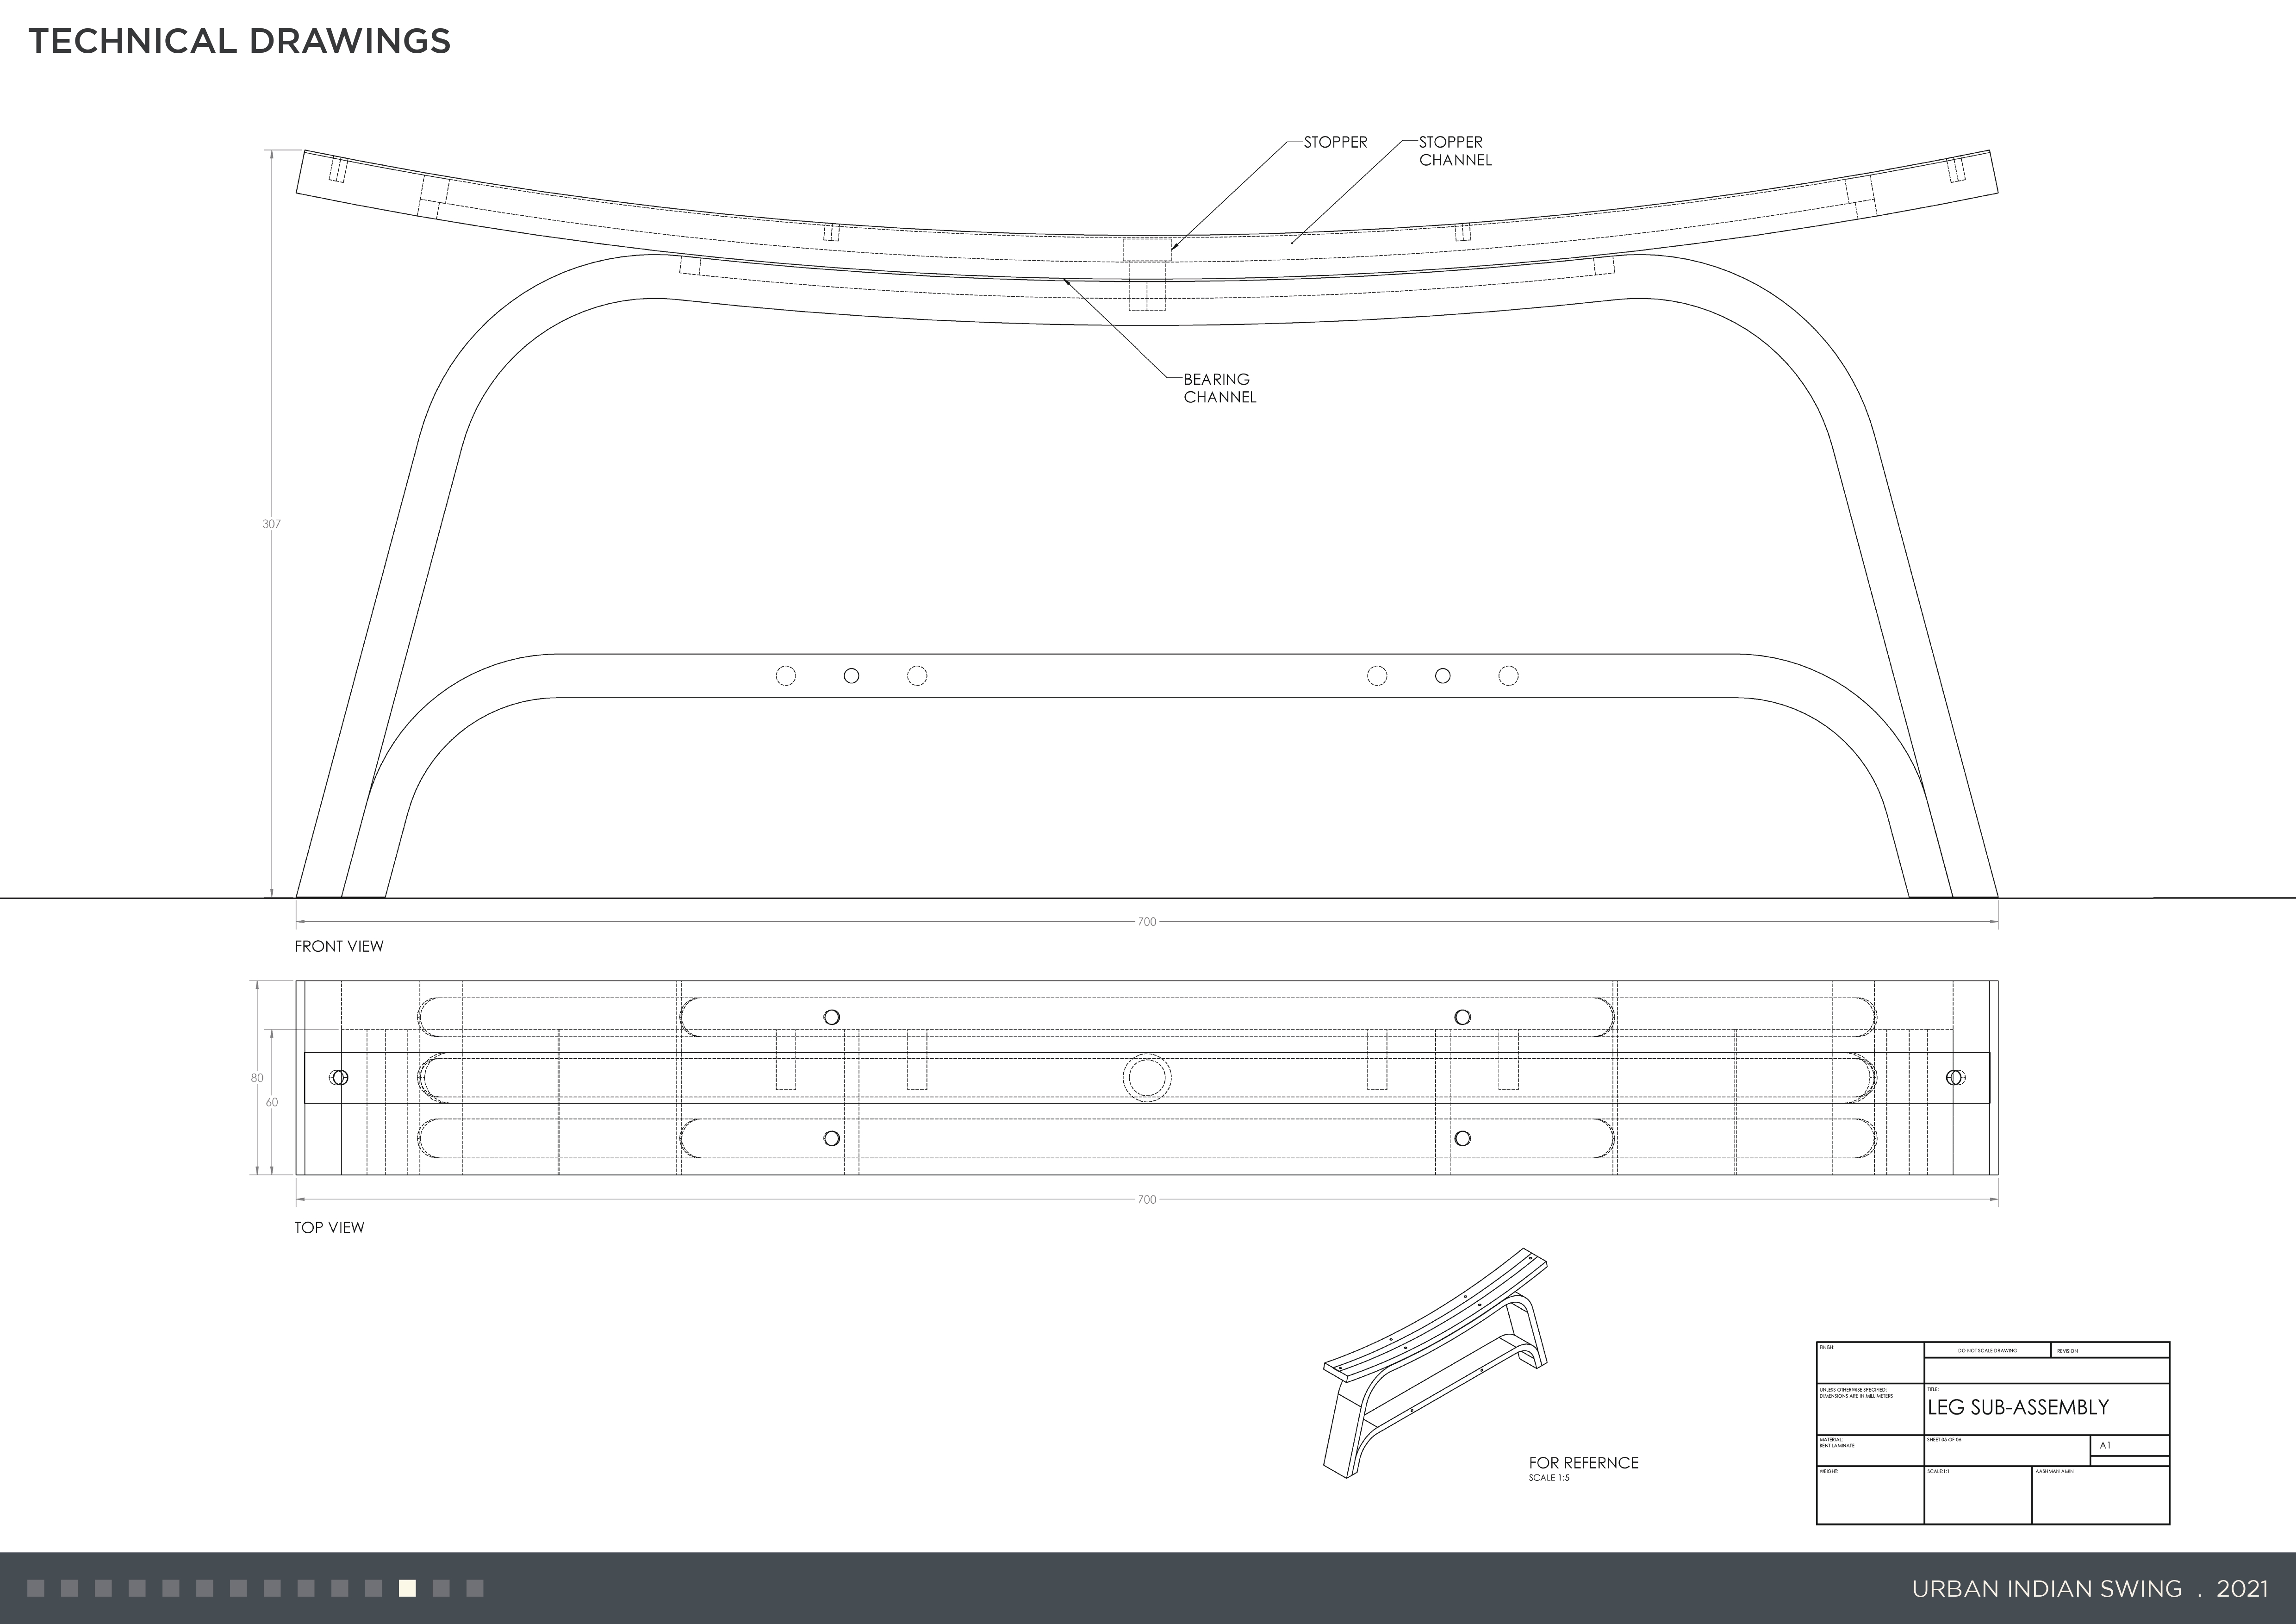 TECHNICAL DRAWINGS
STOPPER
STOPPER
CHANNEL
307
BEARING
CHANNEL
700
FRONT VIEW
80
60
700
TOP VIEW
FOR REFERNCE
SCALE 1:5
FINISH:
DO NOT SCALE DRAWING
REVISION
UNLESS OTHERWISE SPECIFIED:
DIMENSIONS ARE IN MILLIMETERS
TITLE:
LEG SUB-ASSEMBLY
MATERIAL:
BENT LAMINATE
SHEET 05 OF 06
A1
WEIGHT:
SCALE:1:1
AASHMAN AMIN
URBAN INDIAN SWING . 2021